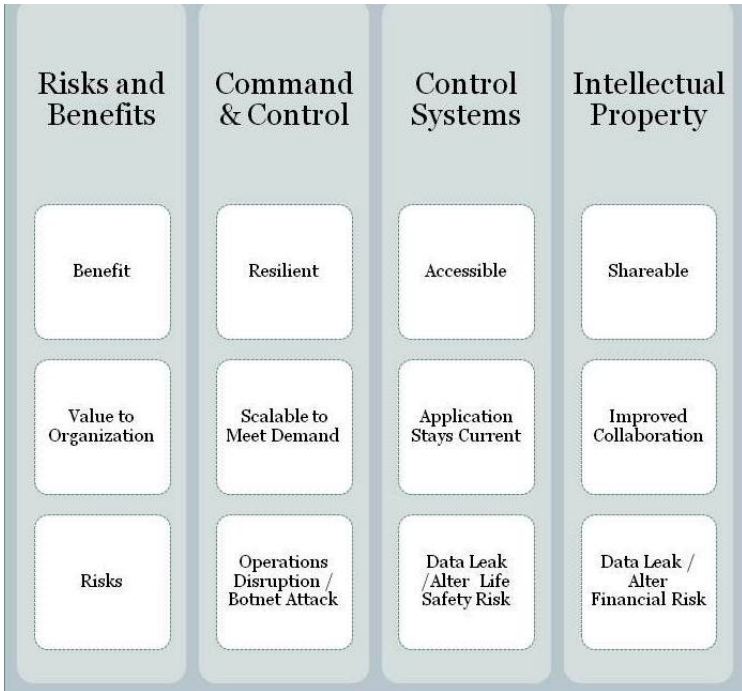 Risks and
Benefits
Benefit
Value to
Organization
Risks
Command
& Control
Resilient
Scalable to
Meet Demand
Operations
Disruption /
Botnet Attack
Control
Systems
Accessible
Application
Stays Current
Data Leak
/Alter Life
Safety Risk
Intellectual
Property
Shareable
Improved
Collaboration
Data Leak /
Alter
Financial Risk